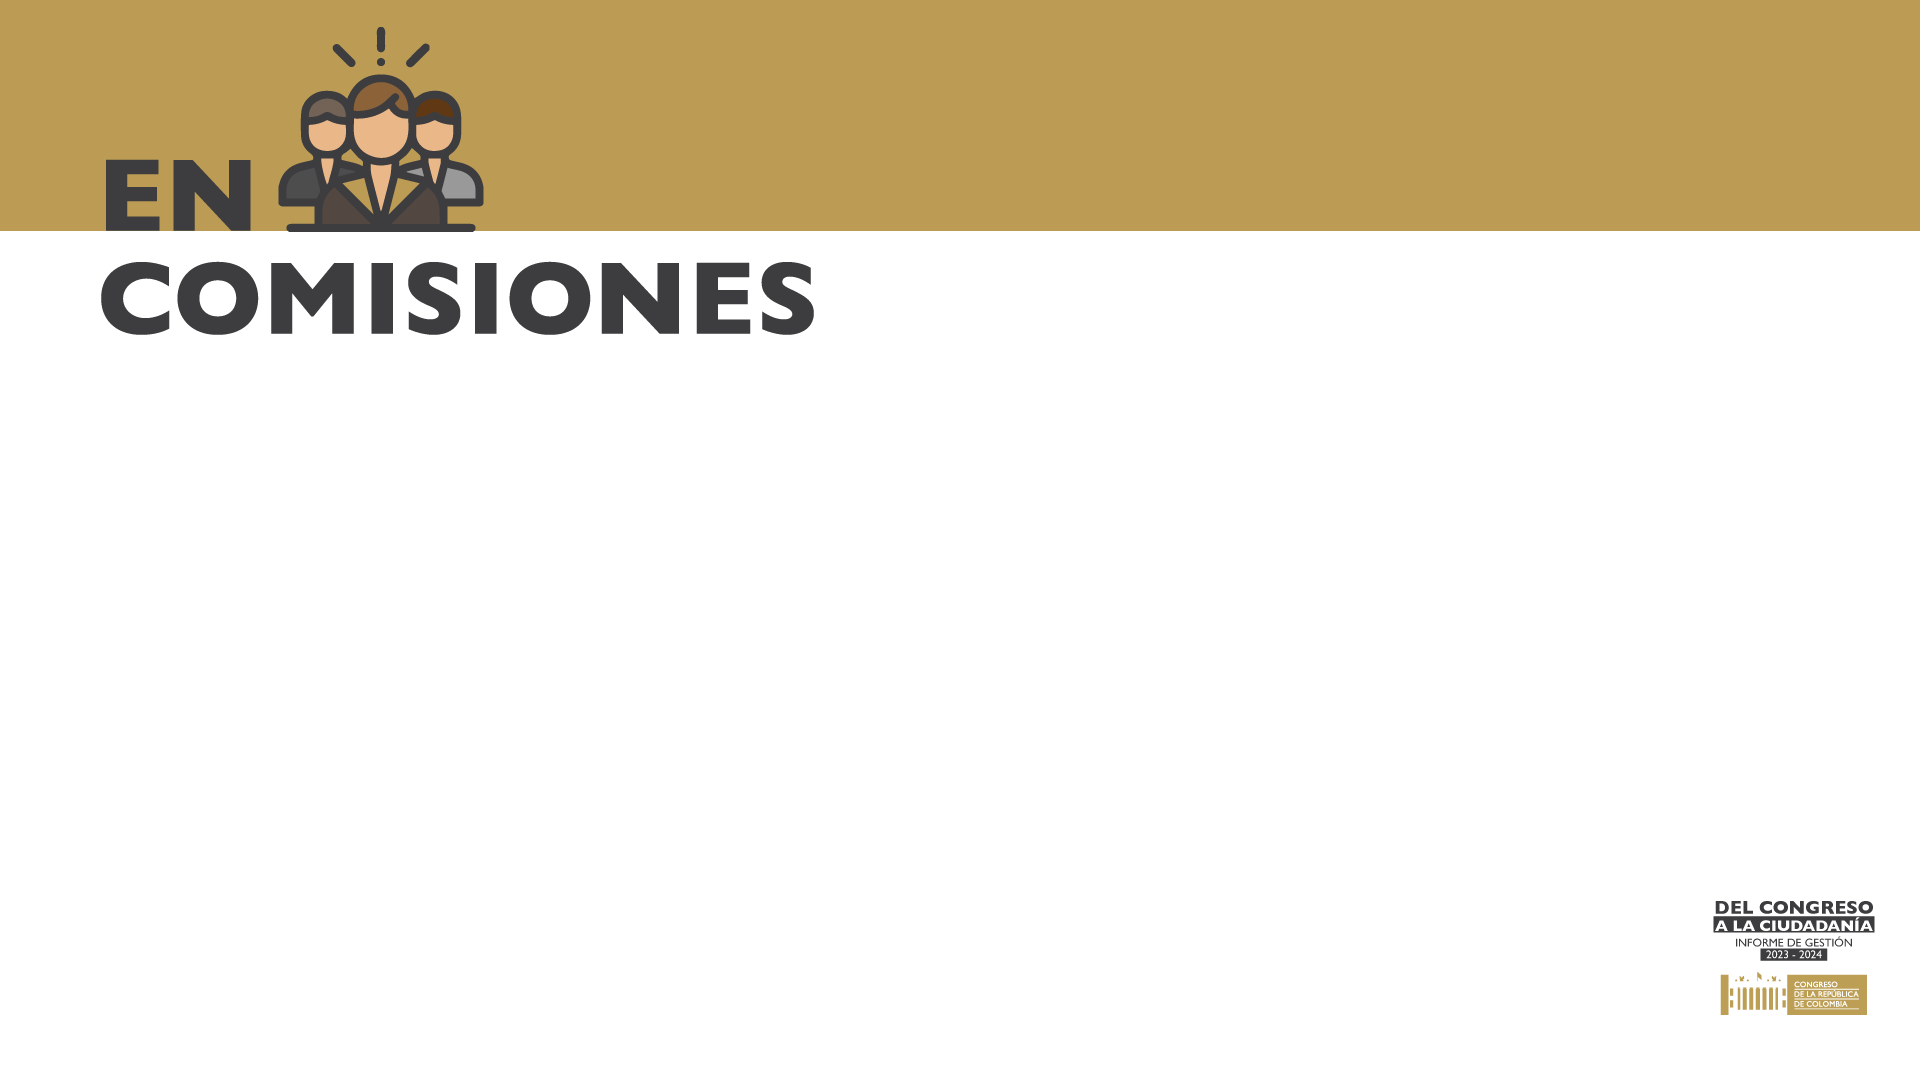 EN
COMISIONES
DEL CONGRESO
A LA CIUDADANÍA
INFORME DE GESTIÓN
2023 - 2024
CONGRESO
DE LA REPÚBLICA
DE COLOMBIA